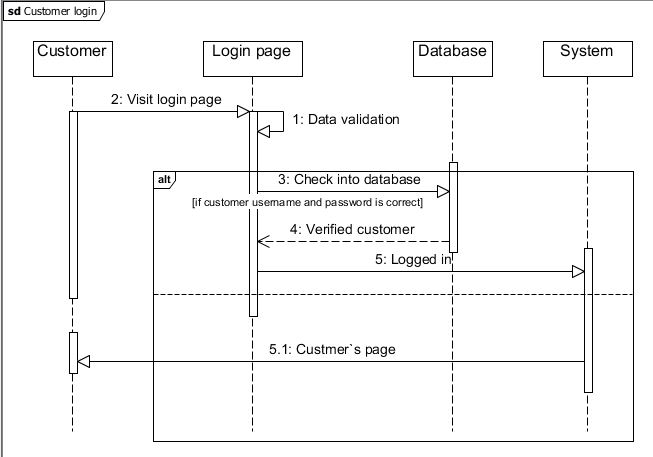 sd Customer login
Customer
Login page
Database
System
2: Visit login page
1: Data validation
alt
3: Check into database
[if customer username and password is correct]
4: Verified customer
5: Logged in
5.1: Custmer`s page